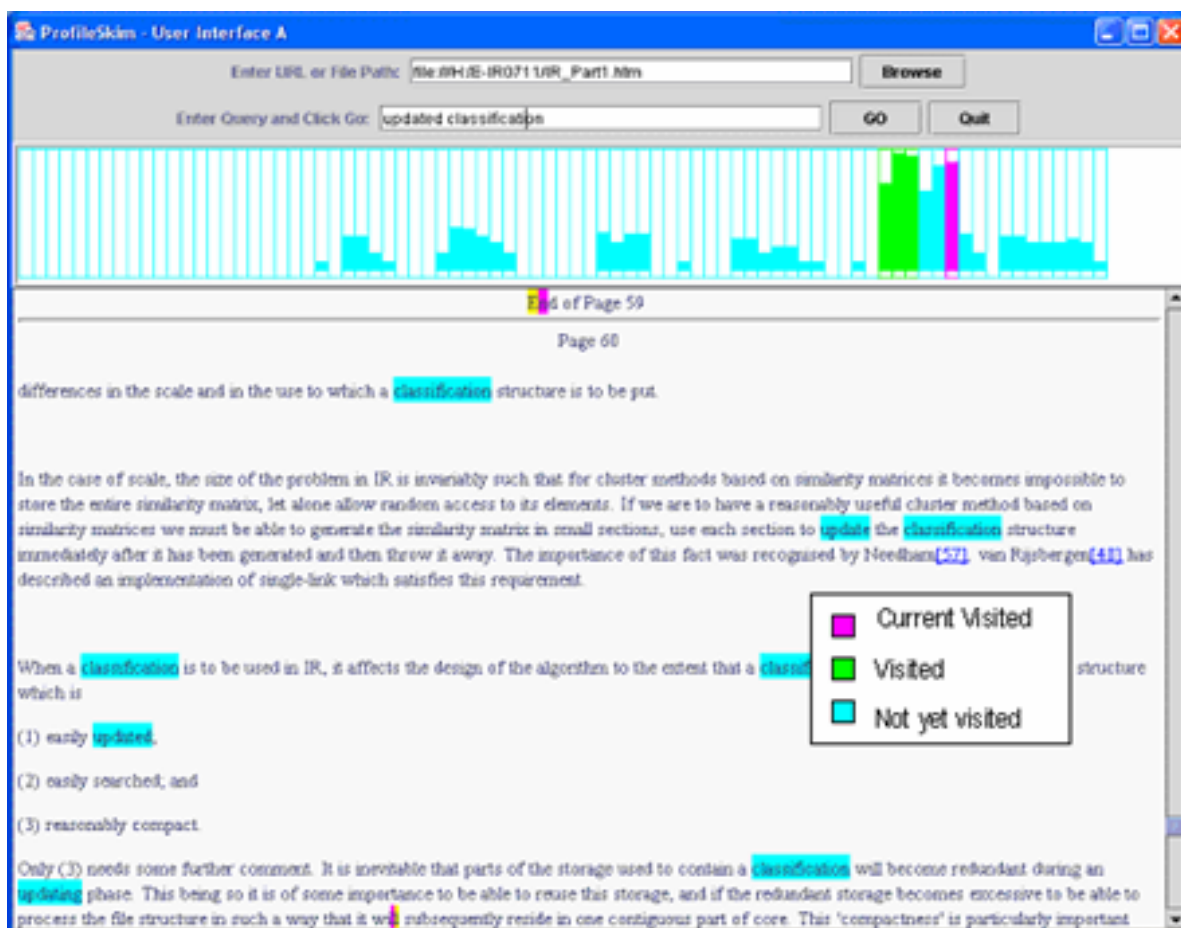 ProfileSkim - User Interface A
Enter URL or File Path: file:///H:/E-IR0711/IR_Part1.htm Browse
Enter Query and Click Go: updated classification GO Quit
End of Page 59
Page 60
differences in the scale and in the use to which a classification structure is to be put.
In the case of scale, the size of the problem in IR is invariably such that for cluster methods based on similarity matrices it becomes impossible to
store the entire similarity matrix, let alone allow random access to its elements. If we are to have a reasonably useful cluster method based on
similarity matrices we must be able to generate the similarity matrix in small sections, use each section to update the classification structure
immediately after it has been generated and then throw it away. The importance of this fact was recognised by Needham[57]. van Rijsbergen[48] has
described an implementation of single-link which satisfies this requirement.
When a classification is to be used in IR, it affects the design of the algorithm to the extent that a classif structure
which is
(1) easily updated,
(2) easily searched; and
(3) reasonably compact.
Only (3) needs some further comment. It is inevitable that parts of the storage used to contain a classification will become redundant during an
updating phase. This being so it is of some importance to be able to reuse this storage, and if the redundant storage becomes excessive to be able to
process the file structure in such a way that it will subsequently reside in one contiguous part of core. This 'compactness' is particularly important
Current Visited
Visited
Not yet visited